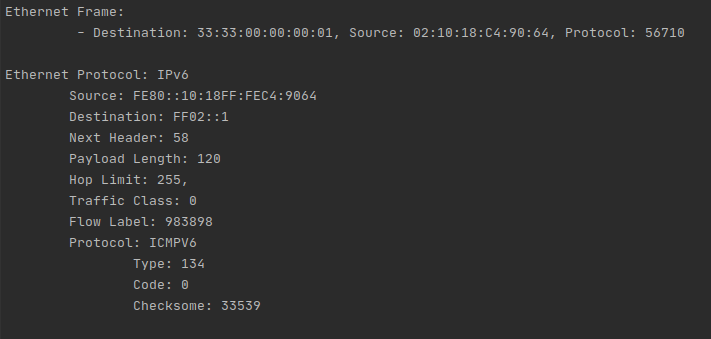 Ethernet Frame:
- Destination: 33:33:00:00:00:01, Source: 02:10:18:C4:90:64, Protocol: 56710
Ethernet Protocol: IPv6
Source: FE80::10:18FF:FEC4:9064
Destination: FF02::1
Next Header: 58
Payload Length: 120
Hop Limit: 255,
Traffic Class: 0
Flow Label: 983898
Protocol: ICMPV6
Type: 134
Code: 0
Checksome: 33539